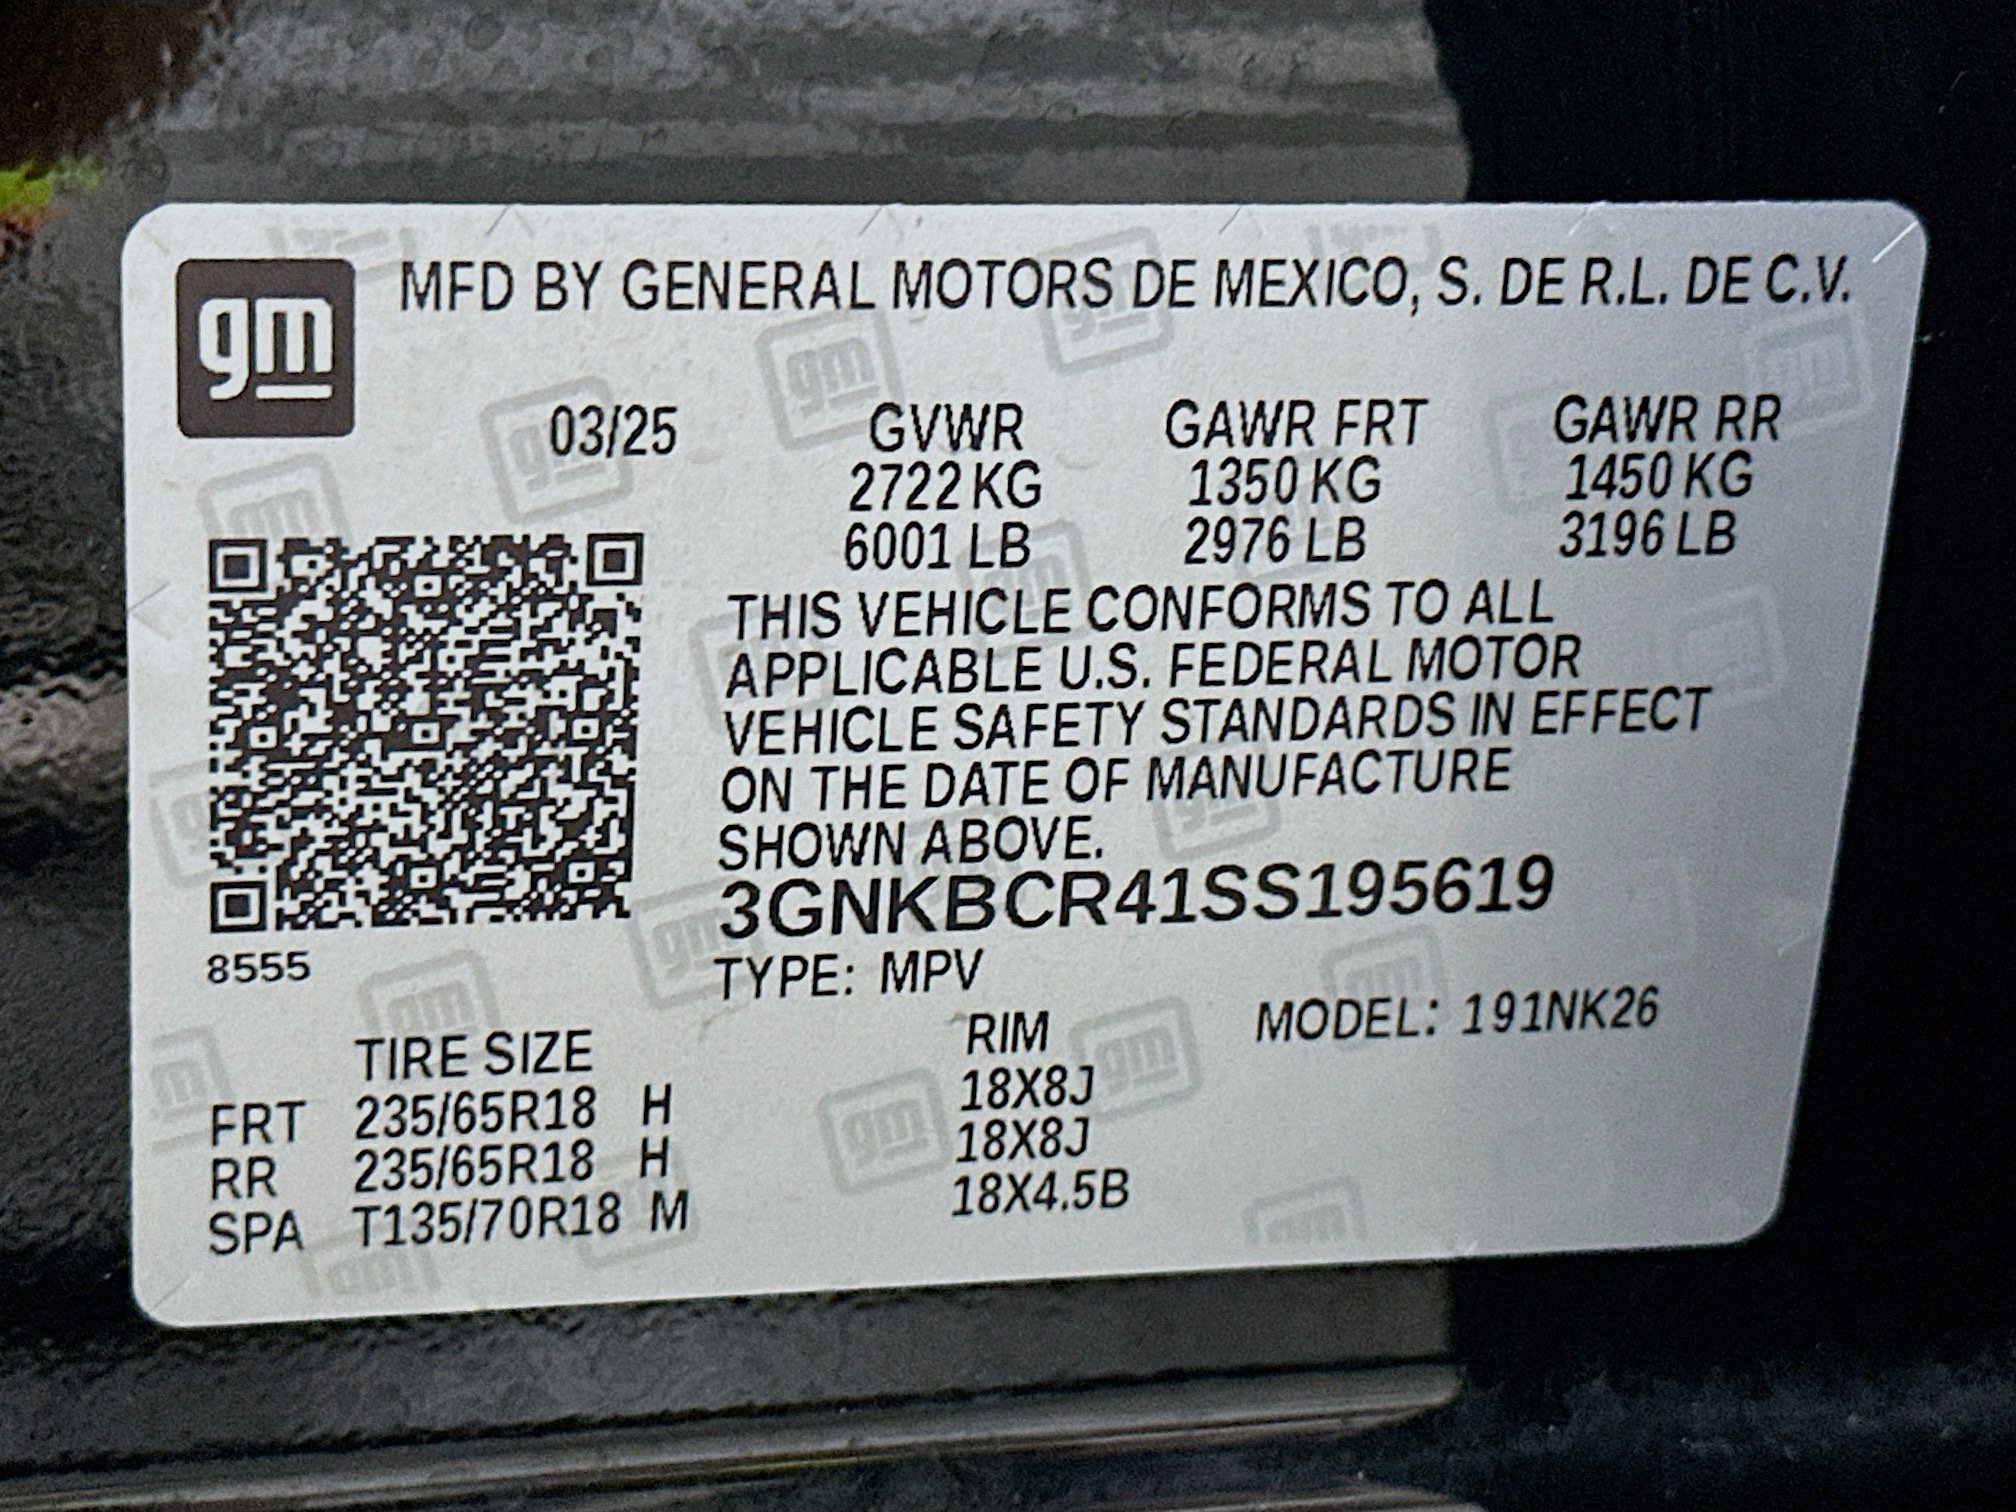 gm MFD BY GENERAL MOTORS DE MEXICO, S. DE R.L. DE C.V.
03/25 GVWR GAWR FRT GAWR RR
2722 KG 1350 KG 1450 KG
6001 LB 2976 LB 3196 LB
THIS VEHICLE CONFORMS TO ALL
APPLICABLE U.S. FEDERAL MOTOR
VEHICLE SAFETY STANDARDS IN EFFECT
ON THE DATE OF MANUFACTURE
SHOWN ABOVE.
3GNKBCR41SS195619
8555
TYPE: MPV
MODEL: 191NK26
TIRE SIZE RIM
FRT 235/65R18 H 18X8J
RR 235/65R18 H 18X8J
SPA T135/70R18 M 18X4.5B